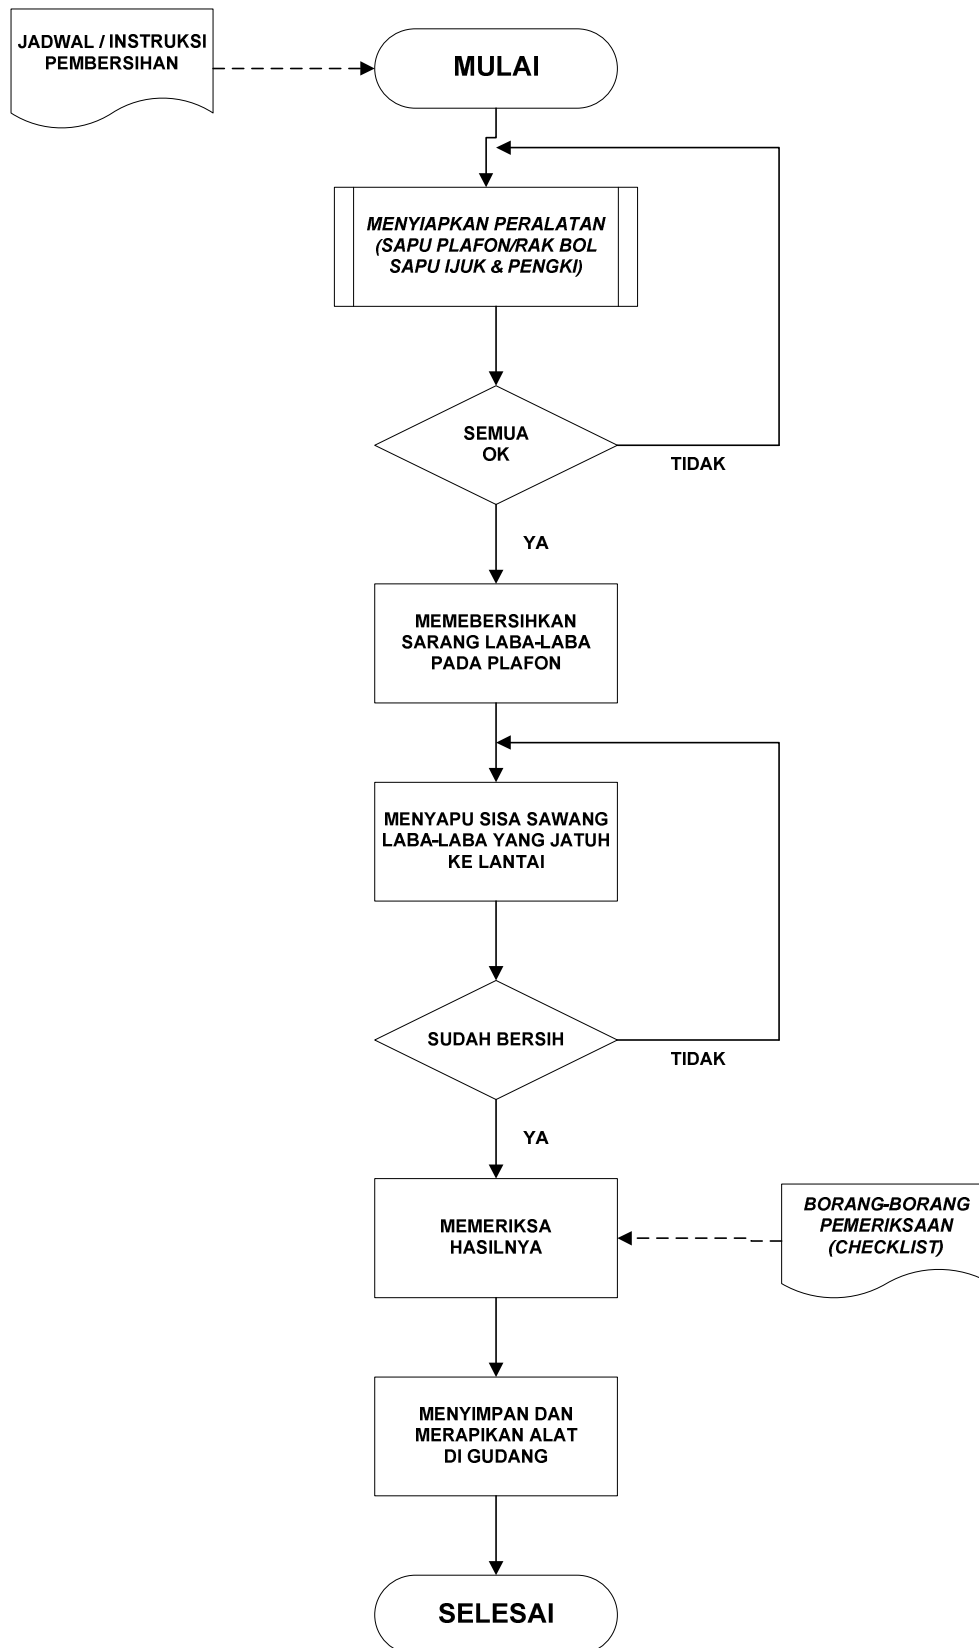 JADWAL / INSTRUKSI
PEMBERSIHAN
MULAI
MENYIAPKAN PERALATAN
(SAPU PLAFON/RAK BOL
SAPU IJUK & PENGKI)
SEMUA
OK
TIDAK
YA
MEMEBERSIHKAN
SARANG LABA-LABA
PADA PLAFON
MENYAPU SISA SAWANG
LABA-LABA YANG JATUH
KE LANTAI
SUDAH BERSIH
TIDAK
YA
MEMERIKSA
HASILNYA
BORANG-BORANG
PEMERIKSAAN
(CHECKLIST)
MENYIMPAN DAN
MERAPIKAN ALAT
DI GUDANG
SELESAI